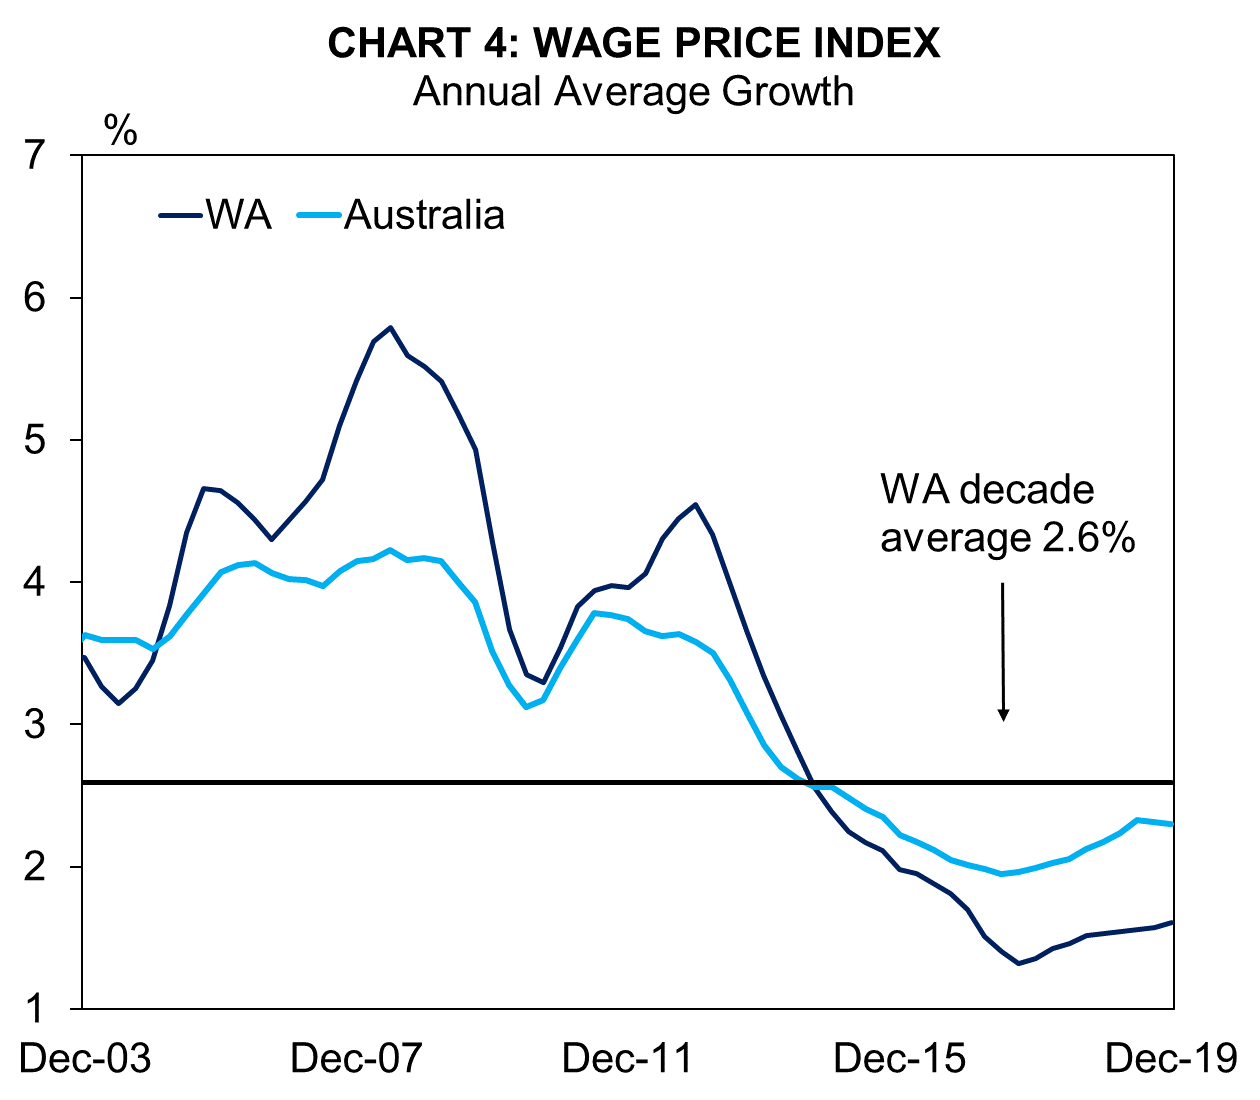 CHART 4: WAGE PRICE INDEX
Annual Average Growth
%
7
WA
Australia
6
5
WA decade
average 2.6%
4
3
2
1
Dec-03
Dec-07
Dec-11
Dec-15
Dec-19